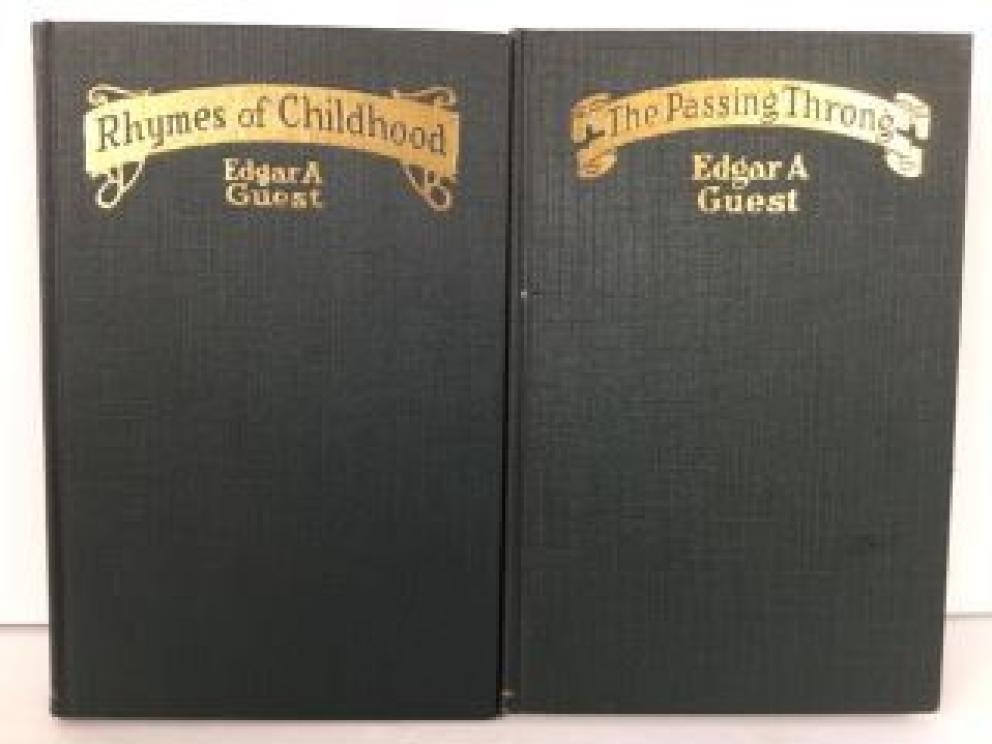 Rhymes of Childhood
Edgar A
Guest
The Passing Throng
Edgar A
Guest